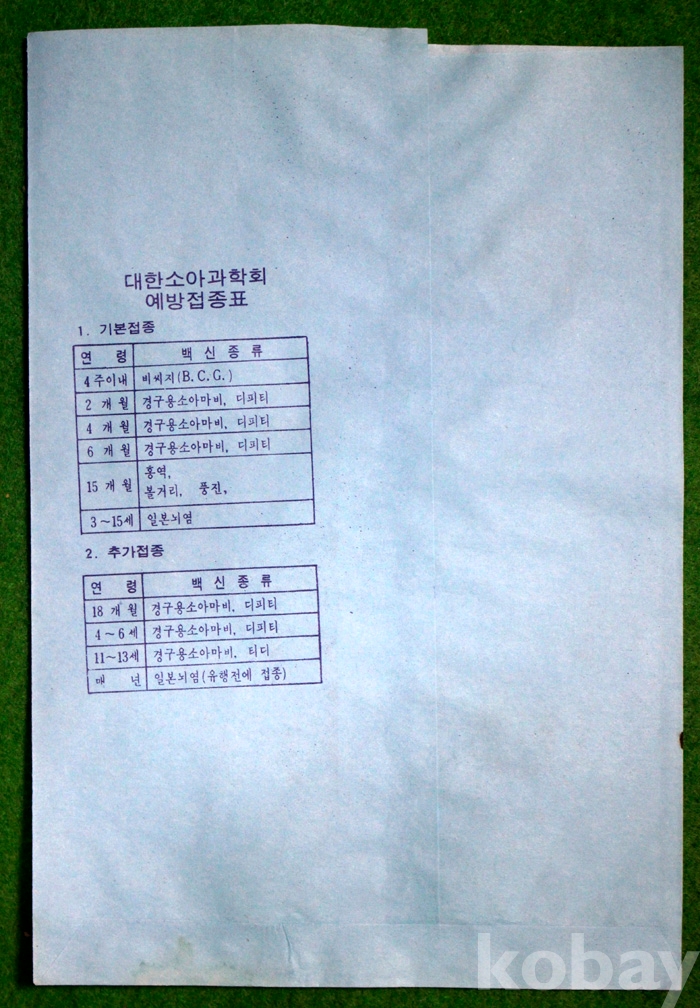 대한소아과학회
예방접종표
1. 기본접종
연 령 백 신 종 류
4주이내 비씨지(B.C.G.)
2 개 월 경구용소아마비, 디피티
4 개 월 경구용소아마비, 디피티
6 개 월 경구용소아마비, 디피티
15 개 월 홍역,
볼거리, 풍진,
3~15세 일본뇌염
2. 추가접종
연 령 백 신 종 류
18 개 월 경구용소아마비, 디피티
4~6 세 경구용소아마비, 디피티
11~13세 경구용소아마비, 티디
매 년 일본뇌염(유행전에 접종)
kobay